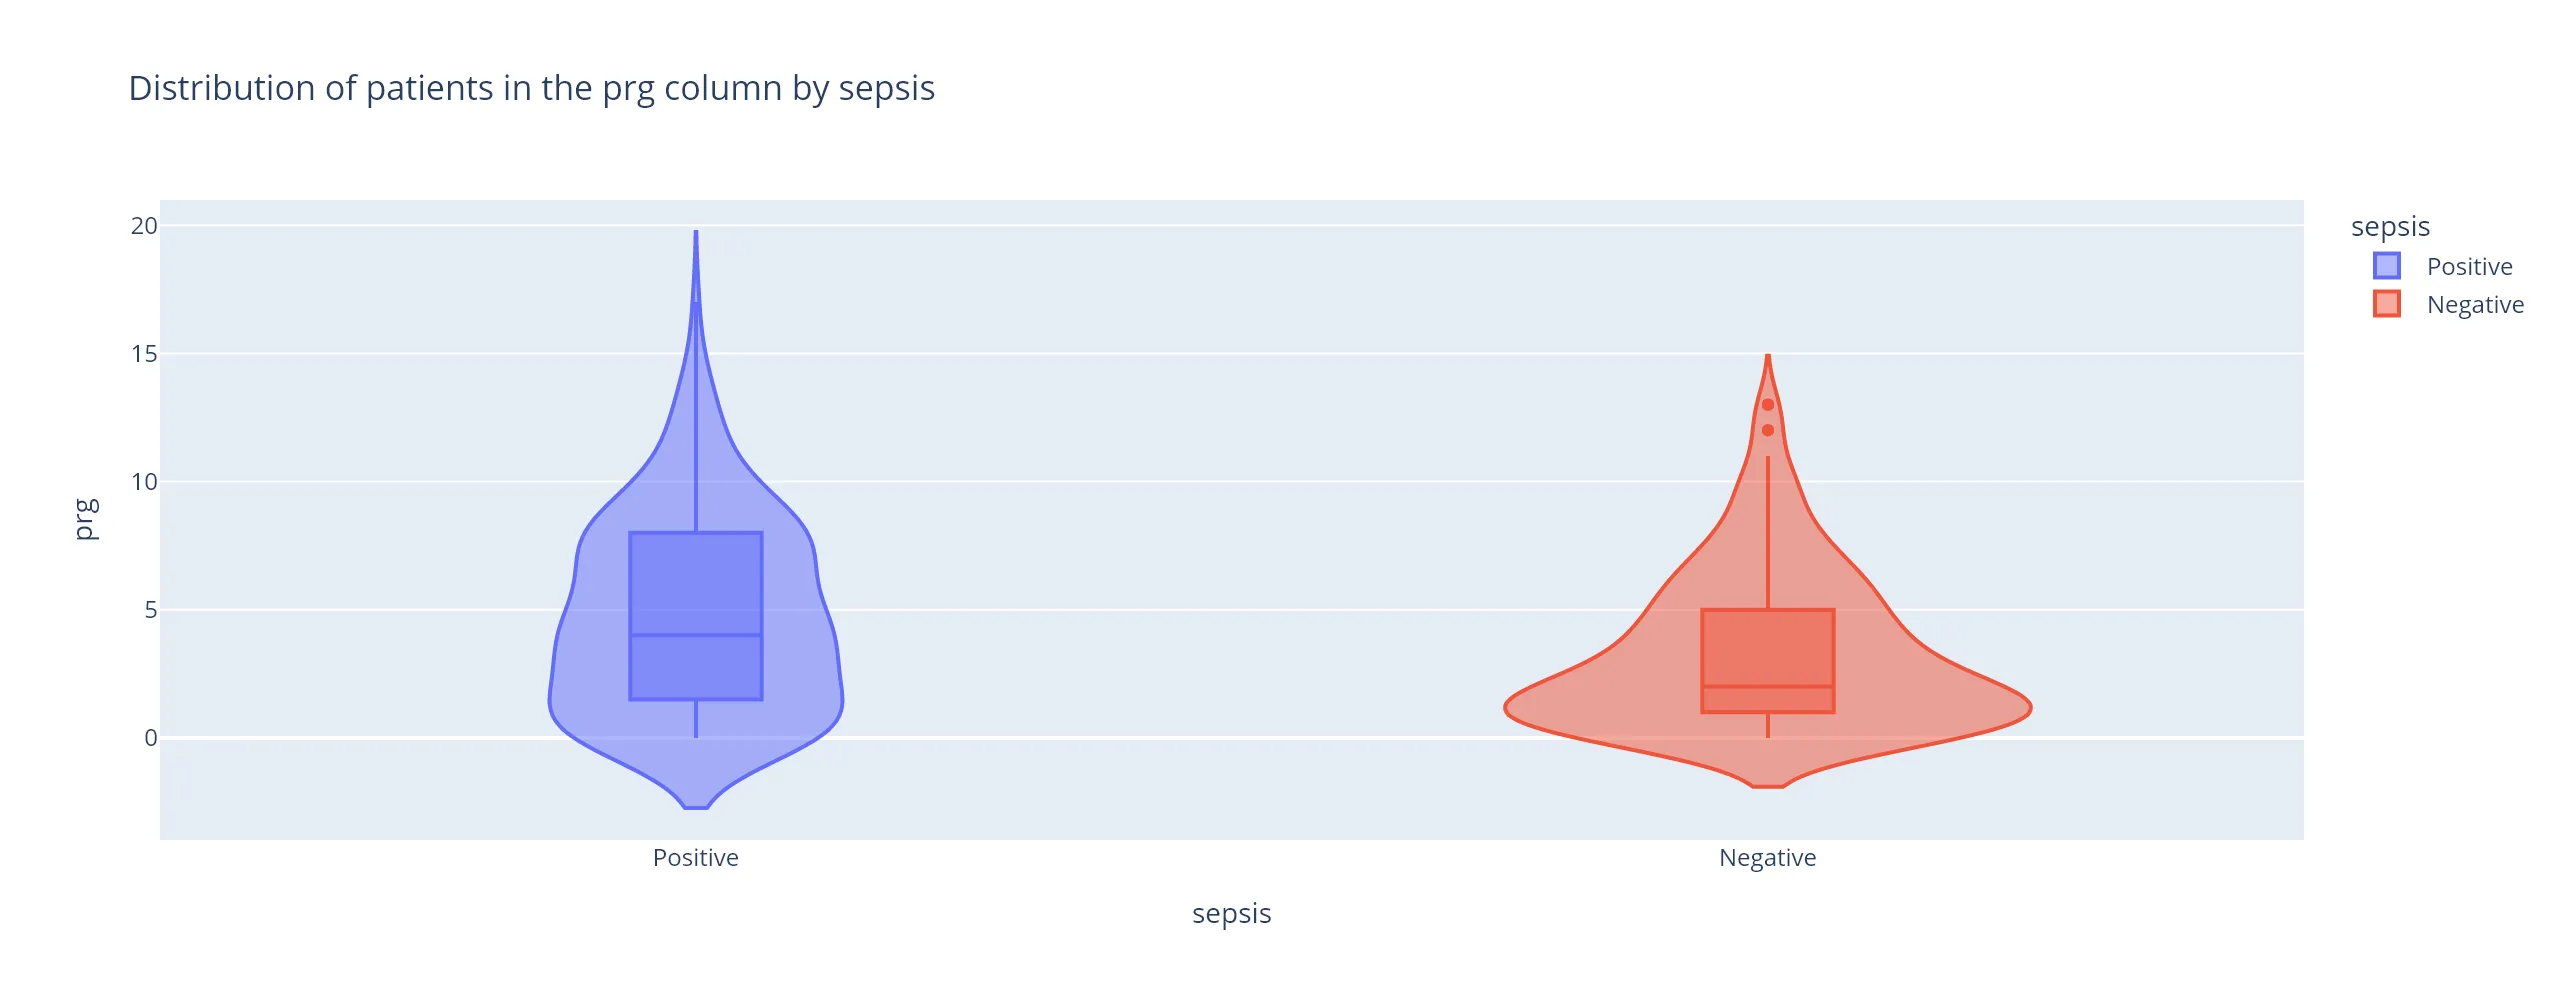 Distribution of patients in the prg column by sepsis
20
15
10
5
0
prg
Positive
Negative
sepsis
sepsis
Positive
Negative